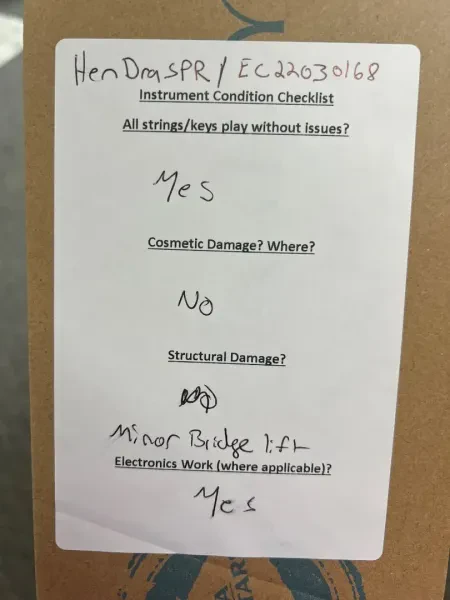 HenDrasPR / EC22030168
Instrument Condition Checklist
All strings/keys play without issues?
Yes
Cosmetic Damage? Where?
No
Structural Damage?
Minor Bridge lift
Electronics Work (where applicable)?
Yes